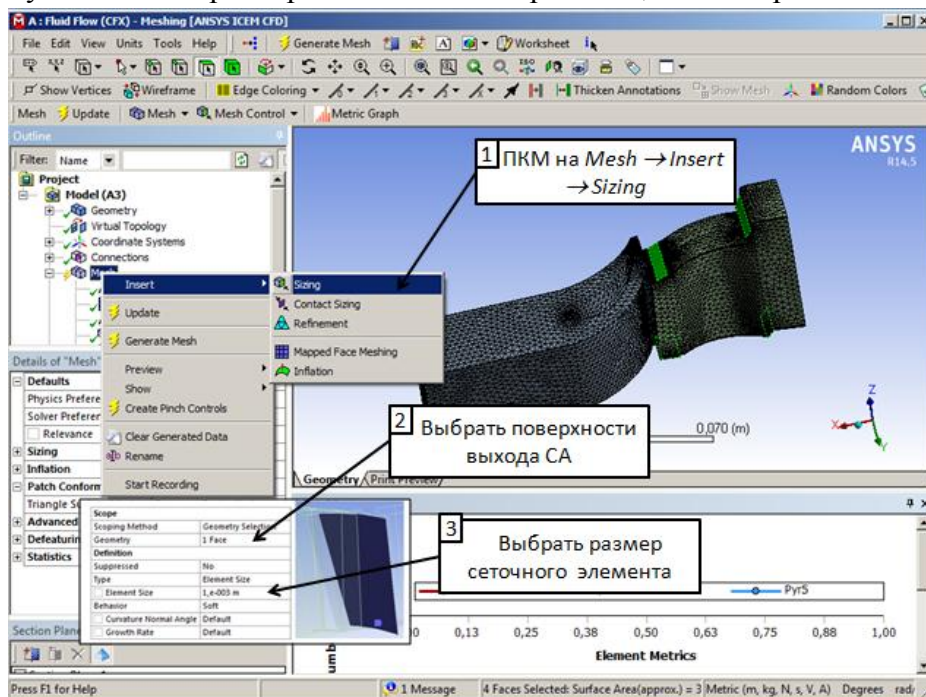 A : Fluid Flow (CFX) - Meshing [ANSYS ICEM CFD]
File Edit View Units Tools Help Generate Mesh Worksheet
Show Vertices Wireframe Edge Coloring Thicken Annotations Show Mesh Random Colors
Mesh Update Mesh Mesh Control Metric Graph
Outline
Filter: Name
Project
Model (A3)
Geometry
Virtual Topology
Coordinate Systems
Connections
Mesh
Insert
Update
Generate Mesh
Preview
Show
Create Pinch Controls
Clear Generated Data
Rename
Start Recording
Sizing
Contact Sizing
Refinement
Mapped Face Meshing
Inflation
1 ПКМ на Mesh →Insert
→Sizing
ANSYS
R14.5
Z
X
Y
0,070 (m)
2 Выбрать поверхности
выхода СА
Geometry Print Preview
Details of "Mesh"
Defaults
Physics Prefere
Solver Preferer
Relevance
Sizing
Inflation
Patch Conform
Triangle S
Advanced
Defeaturin
Statistics
Scope
Scoping Method Geometry Selection
Geometry 1 Face
Definition
Suppressed No
Type Element Size
Element Size 1,e-003 m
Behavior Soft
Curvature Normal Angle Default
Growth Rate Default
3 Выбрать размер
сеточного элемента
Pyr5
0,13 0,25 0,38 0,50 0,63 0,75 0,88 1,00
Element Metrics
Section Plane
Press F1 for Help 1 Message 4 Faces Selected: Surface Area(approx.) = 3 Metric (m, kg, N, s, V, A) Degrees rad/